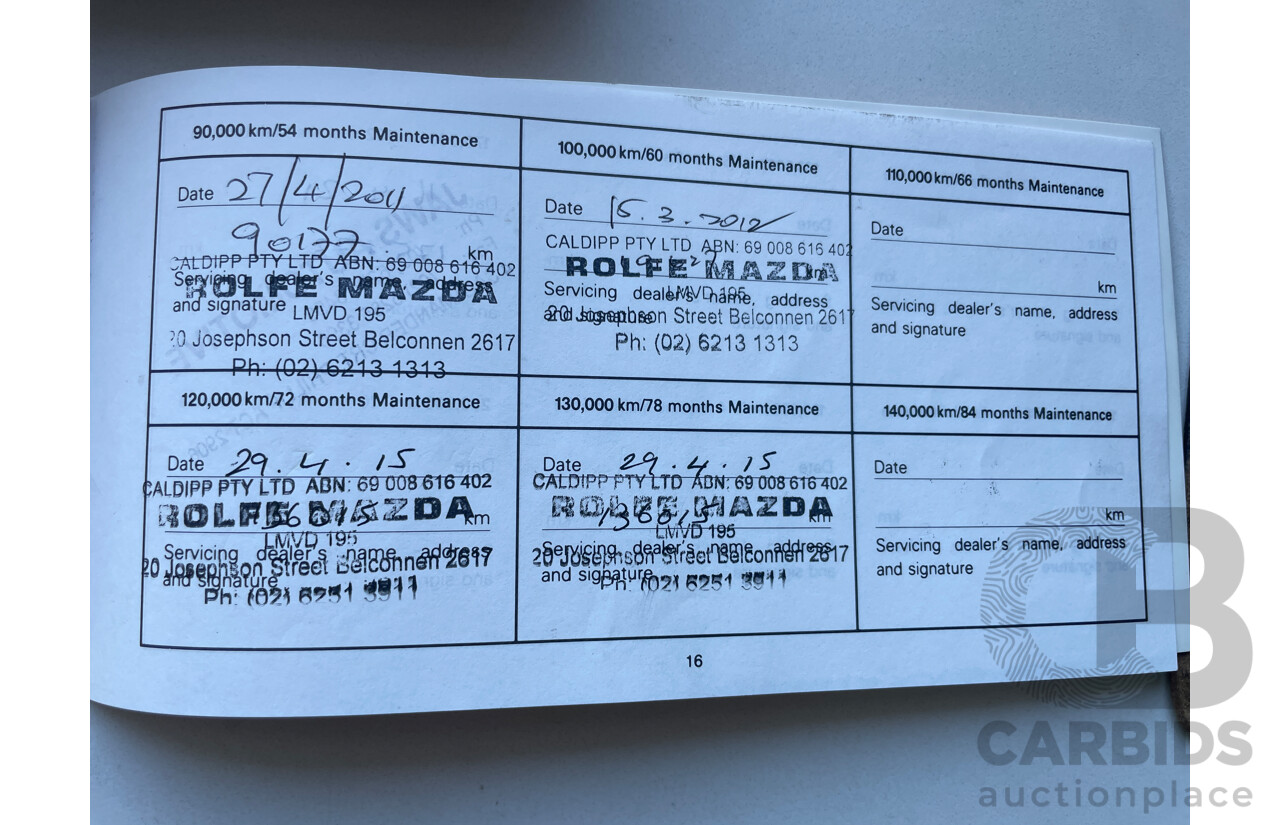 90,000 km/54 months Maintenance
Date 27/4/2011
90177 km
CALDIPP PTY LTD ABN: 69 008 616 402
Servicing dealer's name, address
ROLFE MAZDA
and signature
LMVD 195
20 Josephson Street Belconnen 2617
Ph: (02) 6213 1313
100,000 km/60 months Maintenance
Date 15.3.2012
CALDIPP PTY LTD ABN: 69 008 616 402
ROLFE MAZDA
km
Servicing dealer's name, address
LMVD 195
and signature
20 Josephson Street Belconnen 2617
Ph: (02) 6213 1313
110,000 km/66 months Maintenance
Date
km
Servicing dealer's name, address
and signature
120,000 km/72 months Maintenance
Date 29.4.15
CALDIPP PTY LTD ABN: 69 008 616 402
ROLFE MAZDA
km
LMVD 195
Servicing dealer's name, address
20 Josephson Street Belconnen 2617
and signature
Ph: (02) 6251 3911
130,000 km/78 months Maintenance
Date 29.4.15
CALDIPP PTY LTD ABN: 69 008 616 402
ROLFE MAZDA
136015 km
LMVD 195
Servicing dealer's name, address
20 Josephson Street Belconnen 2617
and signature
Ph: (02) 6251 3911
140,000 km/84 months Maintenance
Date
km
Servicing dealer's name, address
and signature
16
CB
CARBIDS
auctionplace